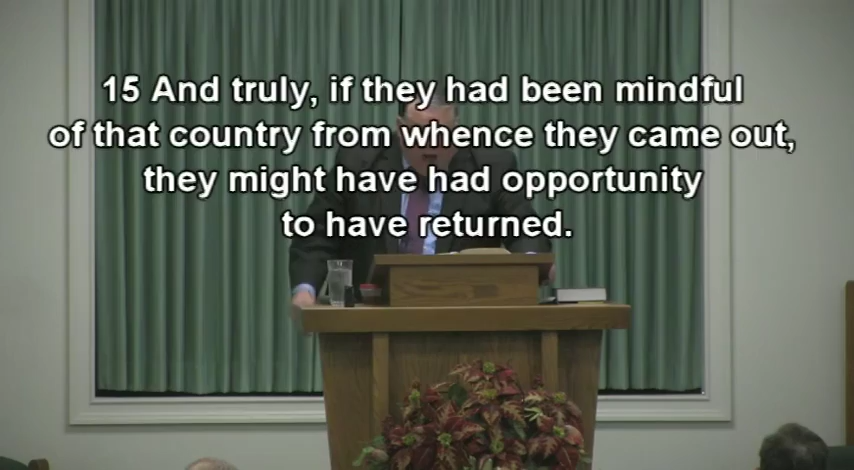 15 And truly, if they had been mindful
of that country from whence they came out,
they might have had opportunity
to have returned.